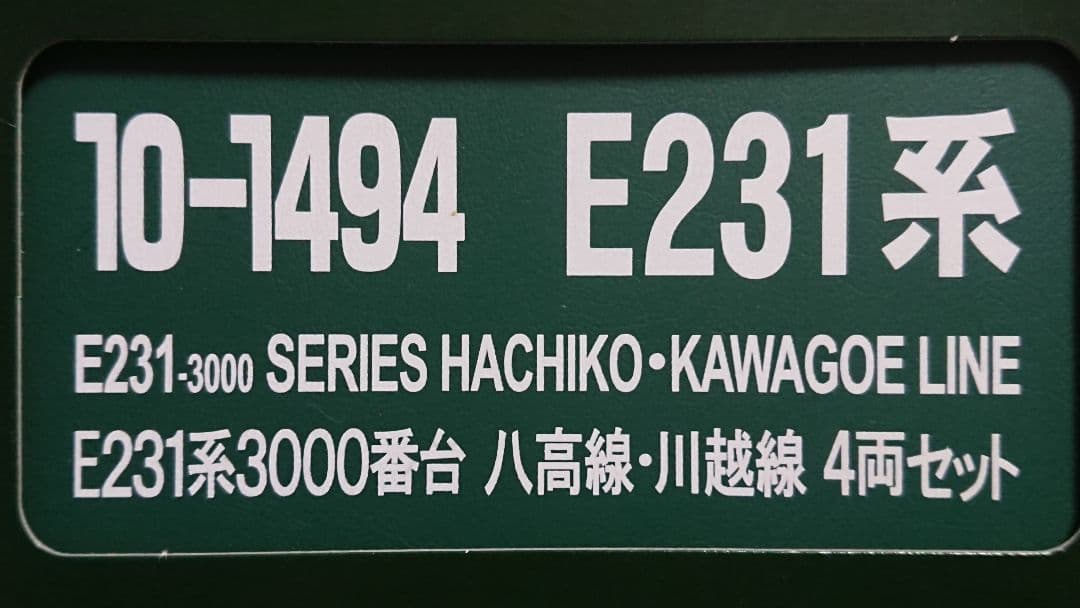 10-1494 E231系
E231-3000 SERIES HACHIKO・KAWAGOE LINE
E231系3000番台 八高線・川越線 4両セット